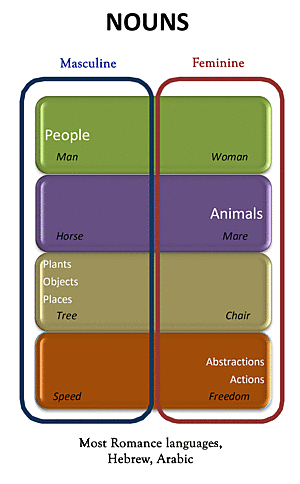 NOUNS
Masculine Feminine
People
Man Woman
Animals
Horse Mare
Plants
Objects
Places
Tree Chair
Abstractions
Actions
Speed Freedom
Most Romance languages,
Hebrew, Arabic